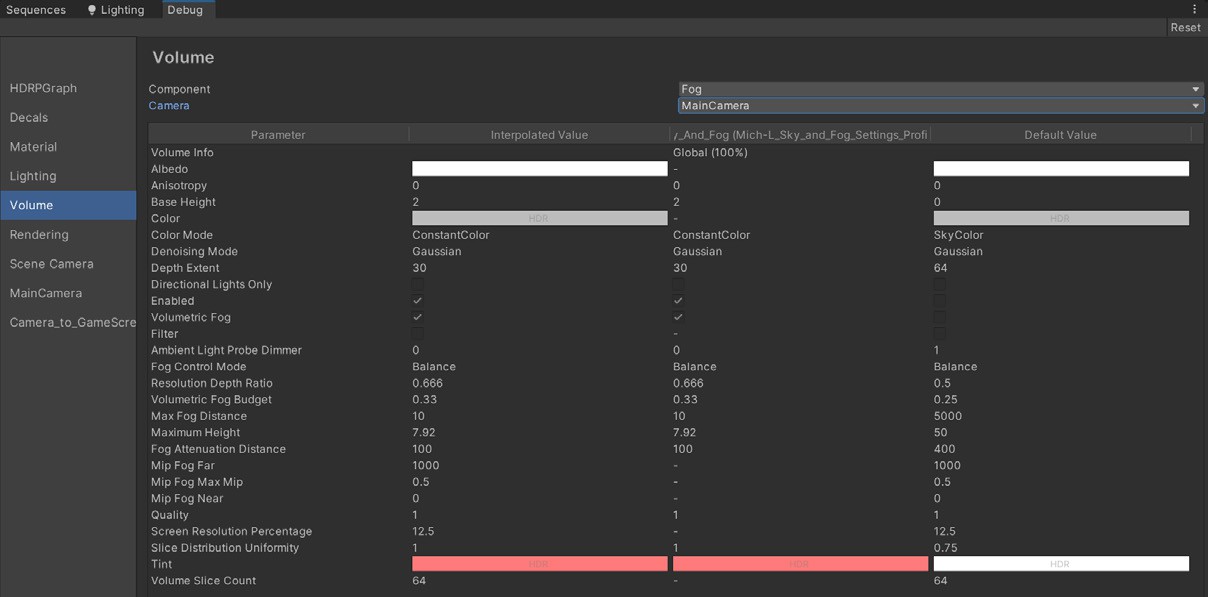 Sequences Lighting Debug
Reset
Volume
HDRPGraph
Decals
Material
Lighting
Volume
Rendering
Scene Camera
MainCamera
Camera_to_GameScre
Component Fog
Camera MainCamera
Parameter Interpolated Value _And_Fog (Mich-L_Sky_and_Fog_Settings_Profi Default Value
Volume Info Global (100%)
Albedo -
Anisotropy 0 0 0
Base Height 2 2 0
Color HDR - HDR
Color Mode ConstantColor ConstantColor SkyColor
Denoising Mode Gaussian Gaussian Gaussian
Depth Extent 30 30 64
Directional Lights Only
Enabled
Volumetric Fog
Filter -
Ambient Light Probe Dimmer 0 0 1
Fog Control Mode Balance Balance Balance
Resolution Depth Ratio 0.666 0.666 0.5
Volumetric Fog Budget 0.33 0.33 0.25
Max Fog Distance 10 10 5000
Maximum Height 7.92 7.92 50
Fog Attenuation Distance 100 100 400
Mip Fog Far 1000 - 1000
Mip Fog Max Mip 0.5 - 0.5
Mip Fog Near 0 - 0
Quality 1 1 1
Screen Resolution Percentage 12.5 - 12.5
Slice Distribution Uniformity 1 1 0.75
Tint HDR HDR HDR
Volume Slice Count 64 - 64